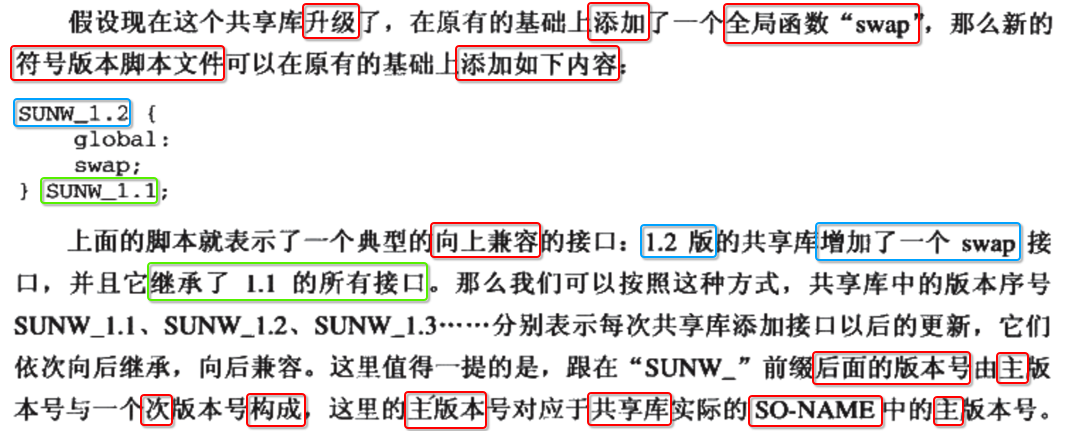 假设现在这个共享库升级了，在原有的基础上添加了一个全局函数“swap”，那么新的
符号版本脚本文件可以在原有的基础上添加如下内容：
SUNW_1.2 {
global:
swap;
} SUNW_1.1;
上面的脚本就表示了一个典型的向上兼容的接口：1.2 版的共享库增加了一个 swap 接
口，并且它继承了 1.1 的所有接口。那么我们可以按照这种方式，共享库中的版本序号
SUNW_1.1、SUNW_1.2、SUNW_1.3……分别表示每次共享库添加接口以后的更新，它们
依次向后继承，向后兼容。这里值得一提的是，跟在“SUNW_”前缀后面的版本号由主版
本号与一个次版本号构成，这里的主版本号对应于共享库实际的 SO-NAME 中的主版本号。